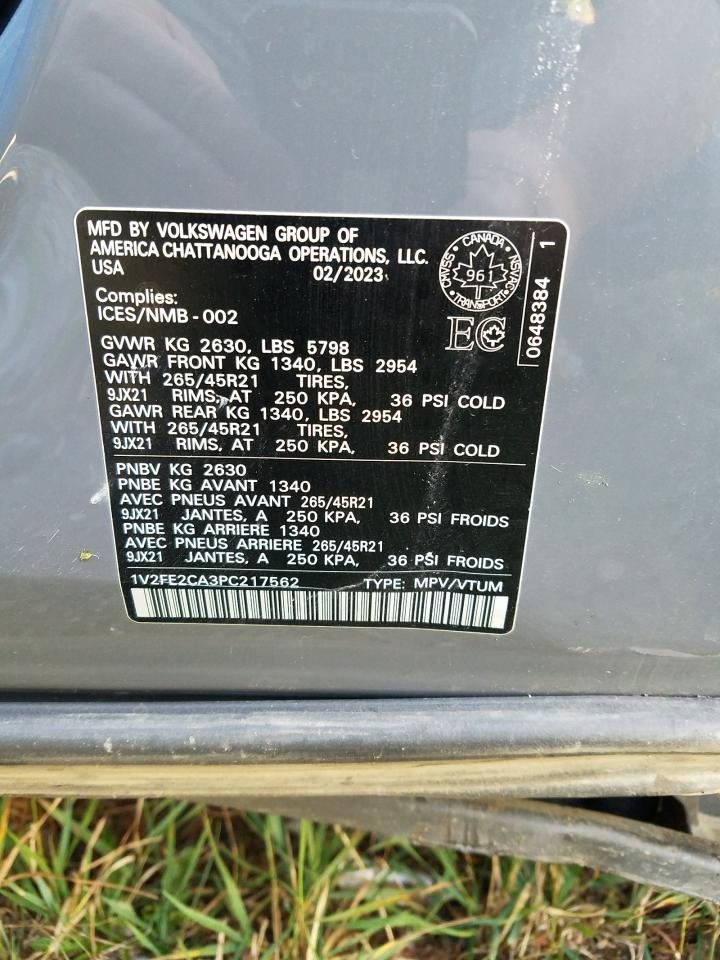 MFD BY VOLKSWAGEN GROUP OF
AMERICA CHATTANOOGA OPERATIONS, LLC.
USA 02/2023
CMVSS CANADA NSVAC
961
TRANSPORT
EC
0648384 1
Complies:
ICES/NMB-002
GVWR KG 2630, LBS 5798
GAWR FRONT KG 1340, LBS 2954
WITH 265/45R21 TIRES,
9JX21 RIMS, AT 250 KPA, 36 PSI COLD
GAWR REAR KG 1340, LBS 2954
WITH 265/45R21 TIRES,
9JX21 RIMS, AT 250 KPA, 36 PSI COLD
PNBV KG 2630
PNBE KG AVANT 1340
AVEC PNEUS AVANT 265/45R21
9JX21 JANTES, A 250 KPA, 36 PSI FROIDS
PNBE KG ARRIERE 1340
AVEC PNEUS ARRIERE 265/45R21
9JX21 JANTES, A 250 KPA, 36 PSI FROIDS
1V2FE2CA3PC217562 TYPE: MPV/VTUM